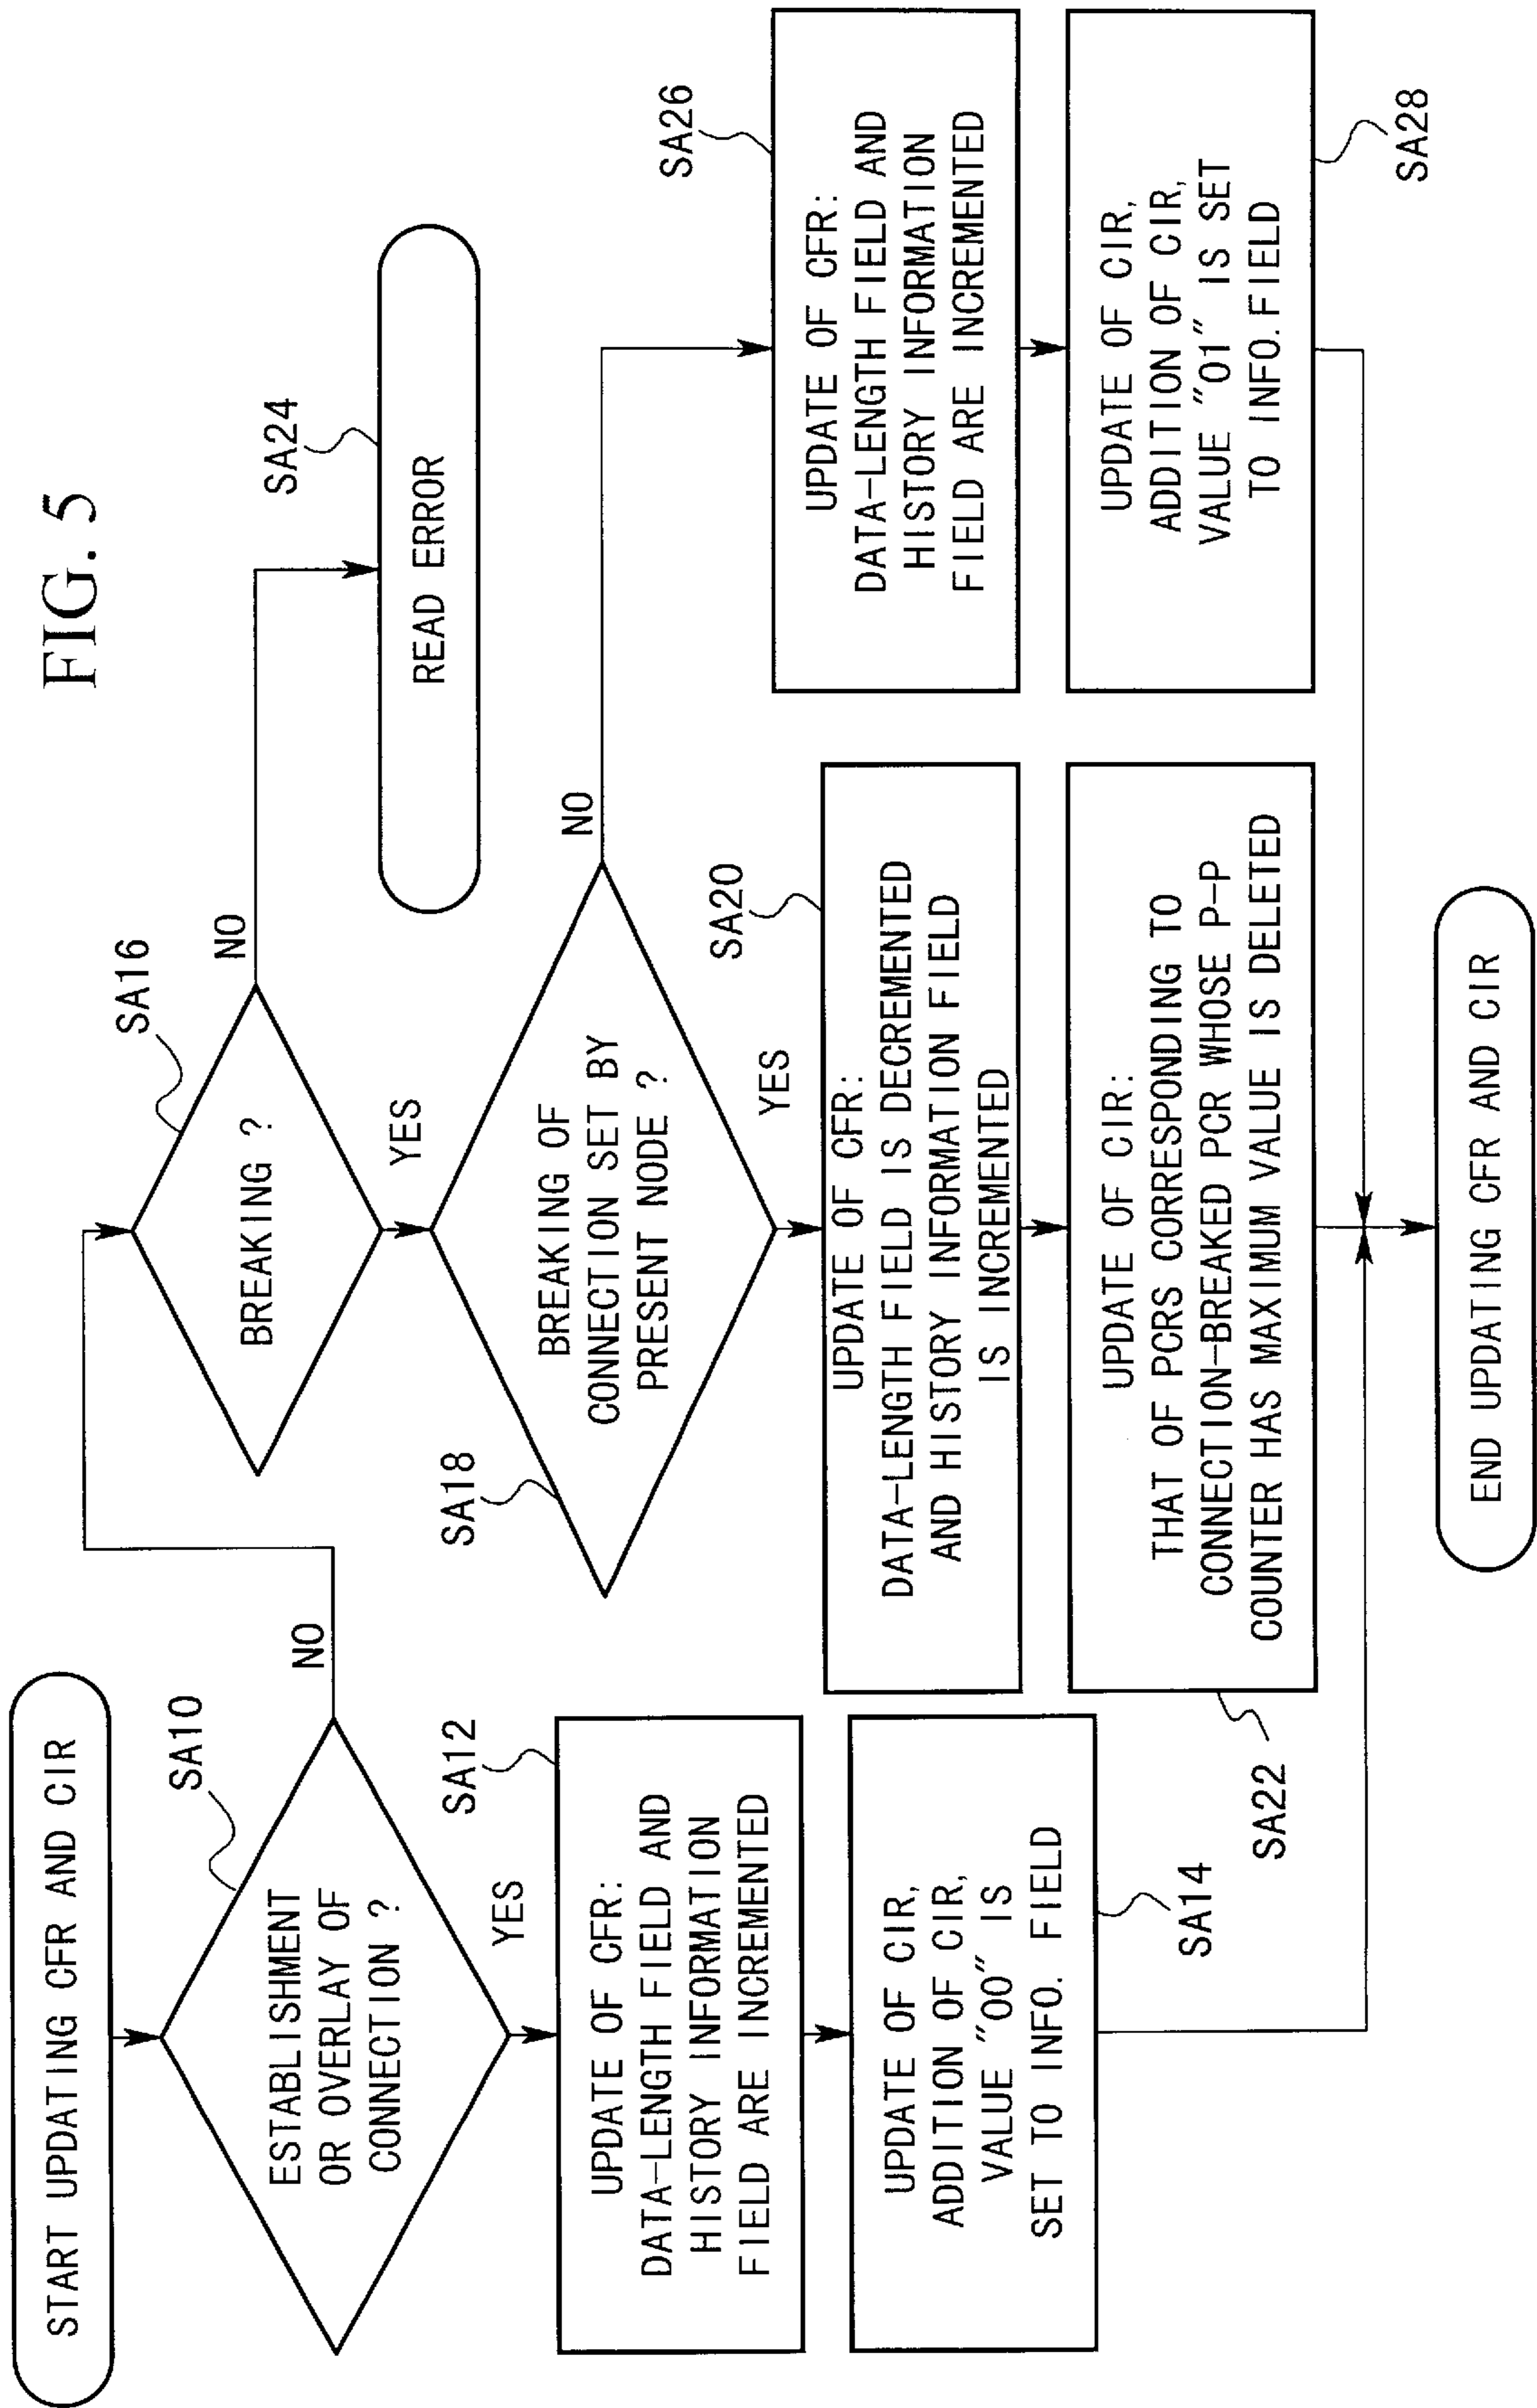 FIG. 5
START UPDATING CFR AND CIR
SA10
ESTABLISHMENT
OR OVERLAY OF
CONNECTION ?
NO
YES
SA12
UPDATE OF CFR:
DATA-LENGTH FIELD AND
HISTORY INFORMATION
FIELD ARE INCREMENTED
UPDATE OF CIR,
ADDITION OF CIR,
VALUE "00" IS
SET TO INFO. FIELD
SA14
SA16
BREAKING ?
NO
YES
SA24
READ ERROR
SA18
BREAKING OF
CONNECTION SET BY
PRESENT NODE ?
NO
YES
SA20
UPDATE OF CFR:
DATA-LENGTH FIELD IS DECREMENTED
AND HISTORY INFORMATION FIELD
IS INCREMENTED
UPDATE OF CIR:
THAT OF PCRS CORRESPONDING TO
CONNECTION-BREAKED PCR WHOSE P-P
COUNTER HAS MAXIMUM VALUE IS DELETED
SA22
SA26
UPDATE OF CFR:
DATA-LENGTH FIELD AND
HISTORY INFORMATION
FIELD ARE INCREMENTED
UPDATE OF CIR,
ADDITION OF CIR,
VALUE "01" IS SET
TO INFO.FIELD
SA28
END UPDATING CFR AND CIR